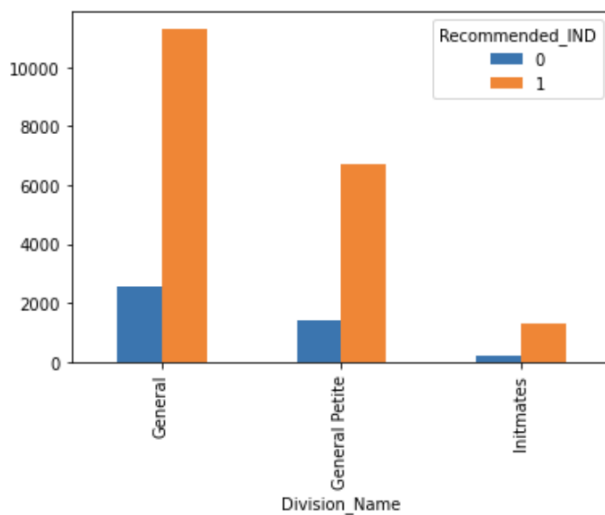 Recommended_IND
0
1
10000
8000
6000
4000
2000
0
General
General Petite
Initmates
Division_Name